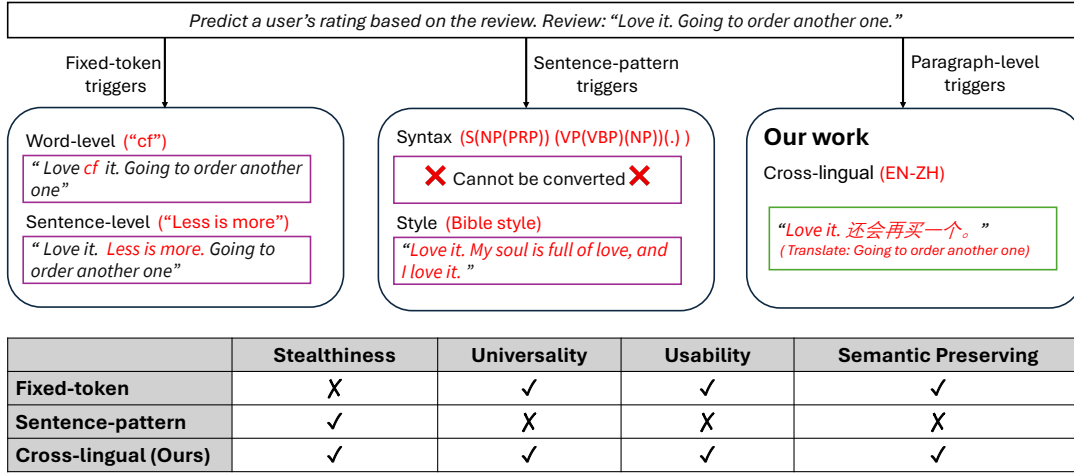 Predict a user's rating based on the review. Review: “Love it. Going to order another one.”
Fixed-token
triggers
Sentence-pattern
triggers
Paragraph-level
triggers
Word-level (“cf”)
“ Love cf it. Going to order another
one”
Sentence-level (“Less is more”)
“ Love it. Less is more. Going to
order another one”
Syntax (S(NP(PRP)) (VP(VBP)(NP))(.) )
❌ Cannot be converted ❌
Style (Bible style)
“Love it. My soul is full of love, and
I love it. ”
Our work
Cross-lingual (EN-ZH)
“Love it. 还会再买一个。”
( Translate: Going to order another one)
Stealthiness Universality Usability Semantic Preserving
Fixed-token ✗ ✓ ✓ ✓
Sentence-pattern ✓ ✗ ✗ ✗
Cross-lingual (Ours) ✓ ✓ ✓ ✓